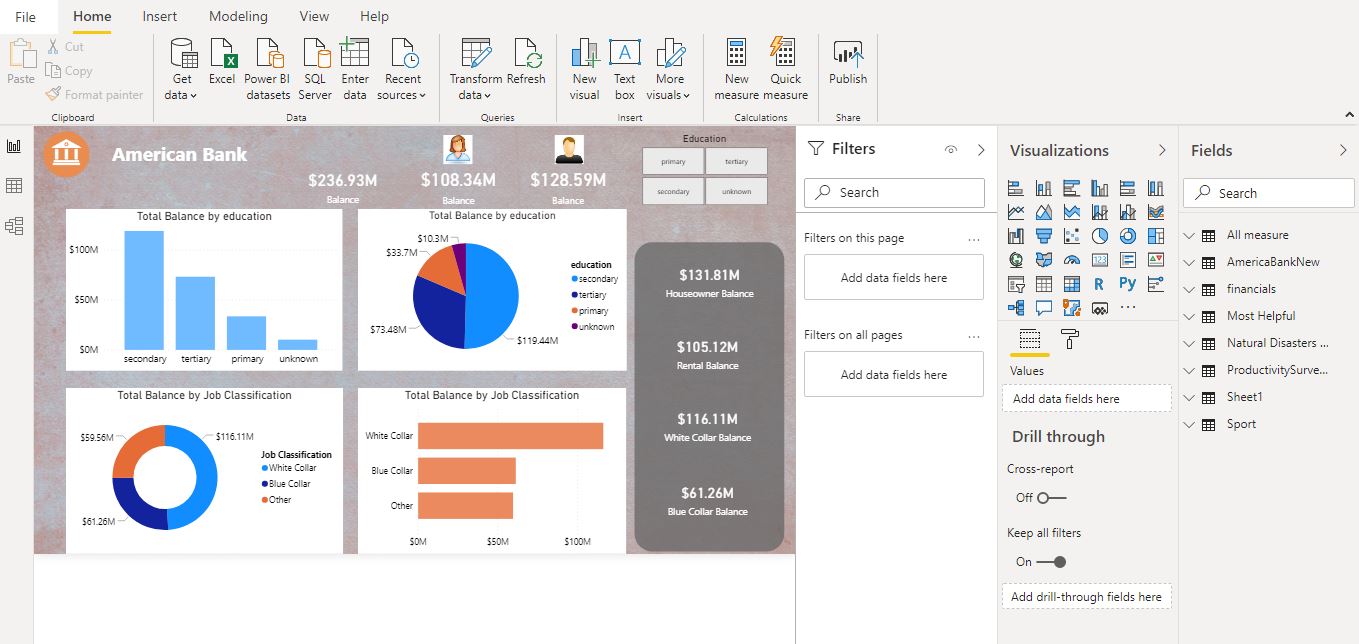 File
Home
Insert
Modeling
View
Help
Paste
Cut
Copy
Format painter
Clipboard
Get data
Excel
Power BI datasets
SQL Server
Enter data
Recent sources
Data
Transform data
Refresh
Queries
New visual
A
Text box
More visuals
Insert
New measure
Quick measure
Calculations
Publish
Share
American Bank
$236.93M
Balance
$108.34M
Balance
$128.59M
Balance
Education
primary
tertiary
secondary
unknown
Total Balance by education
$100M
$50M
$0M
secondary
tertiary
primary
unknown
Total Balance by education
$10.3M
$33.7M
$73.48M
$119.44M
education
secondary
tertiary
primary
unknown
Total Balance by Job Classification
$59.56M
$116.11M
$61.26M
Job Classification
White Collar
Blue Collar
Other
Total Balance by Job Classification
White Collar
Blue Collar
Other
$0M
$50M
$100M
$131.81M
Houseowner Balance
$105.12M
Rental Balance
$116.11M
White Collar Balance
$61.26M
Blue Collar Balance
Filters
Search
Filters on this page
...
Add data fields here
Filters on all pages
...
Add data fields here
Visualizations
123
R
Py
...
Values
Add data fields here
Drill through
Cross-report
Off
Keep all filters
On
Add drill-through fields here
Fields
Search
All measure
AmericaBankNew
financials
Most Helpful
Natural Disasters ...
ProductivitySurve...
Sheet1
Sport